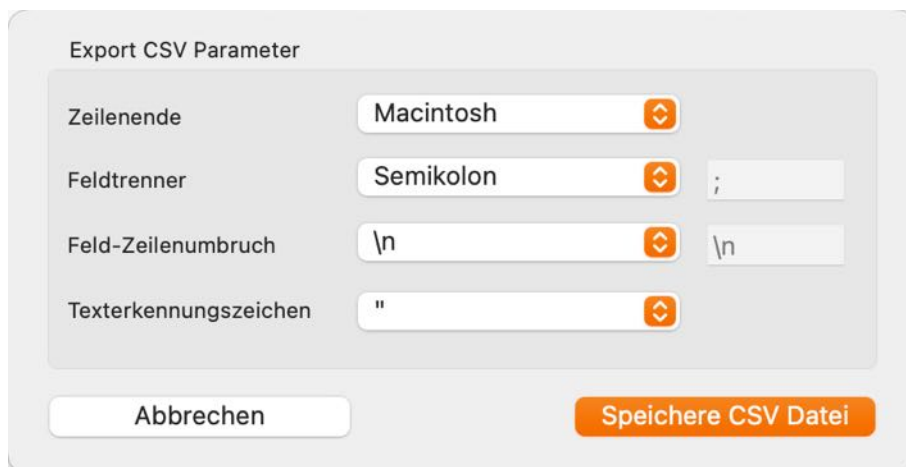 Export CSV Parameter
Zeilenende Macintosh
Feldtrenner Semikolon ;
Feld-Zeilenumbruch \n \n
Texterkennungszeichen "
Abbrechen Speichere CSV Datei